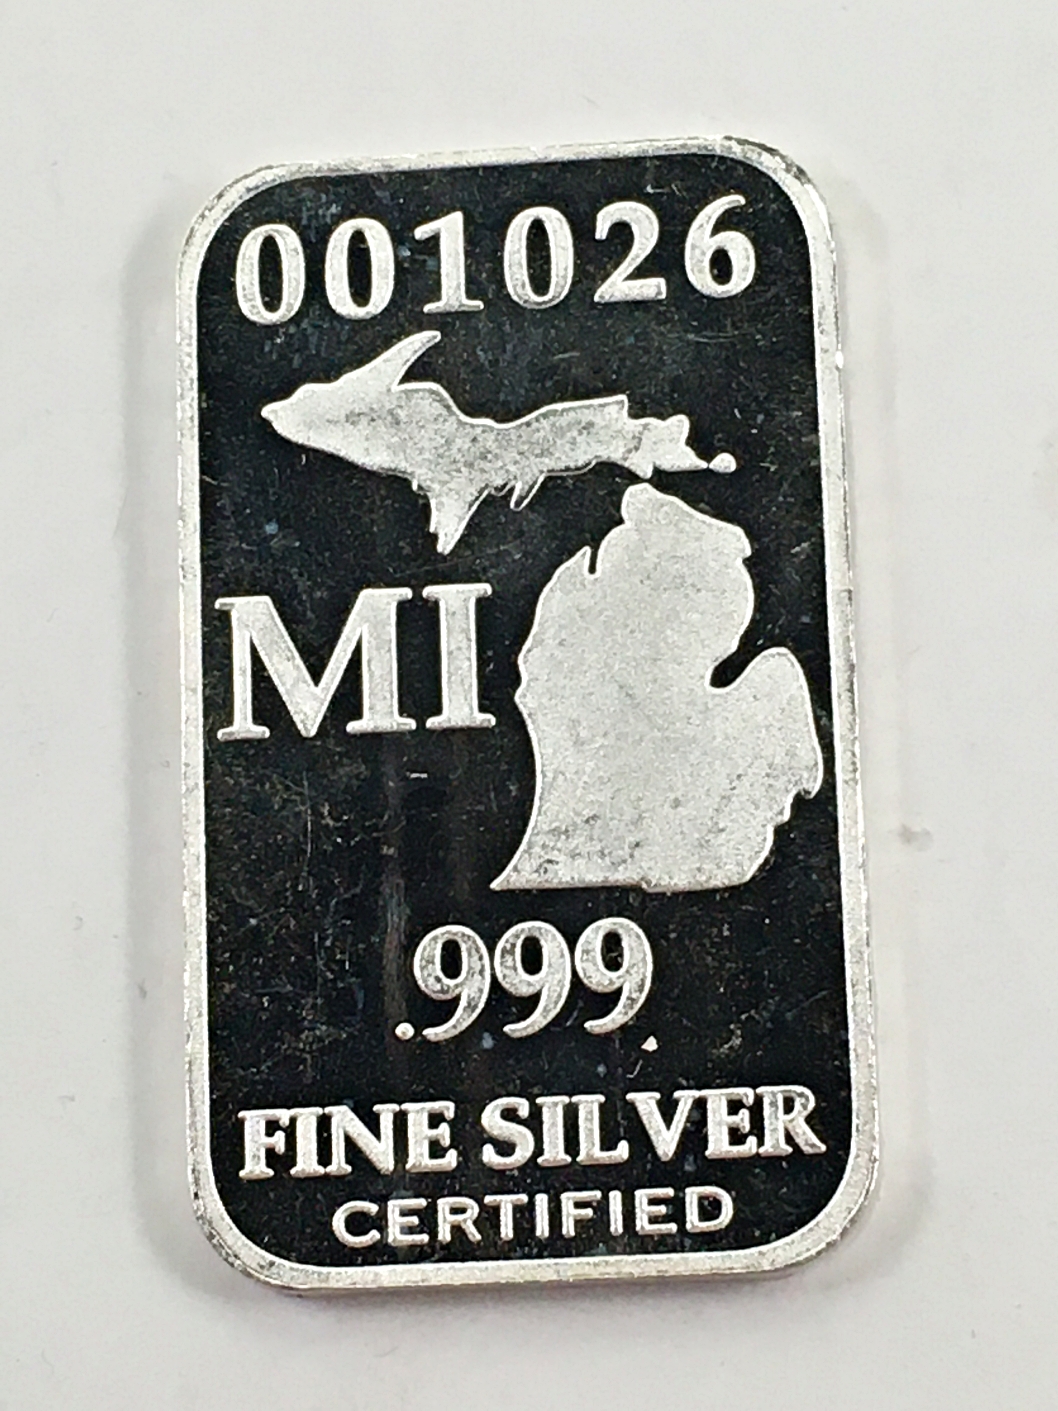 001026
MI
.999
FINE SILVER
CERTIFIED